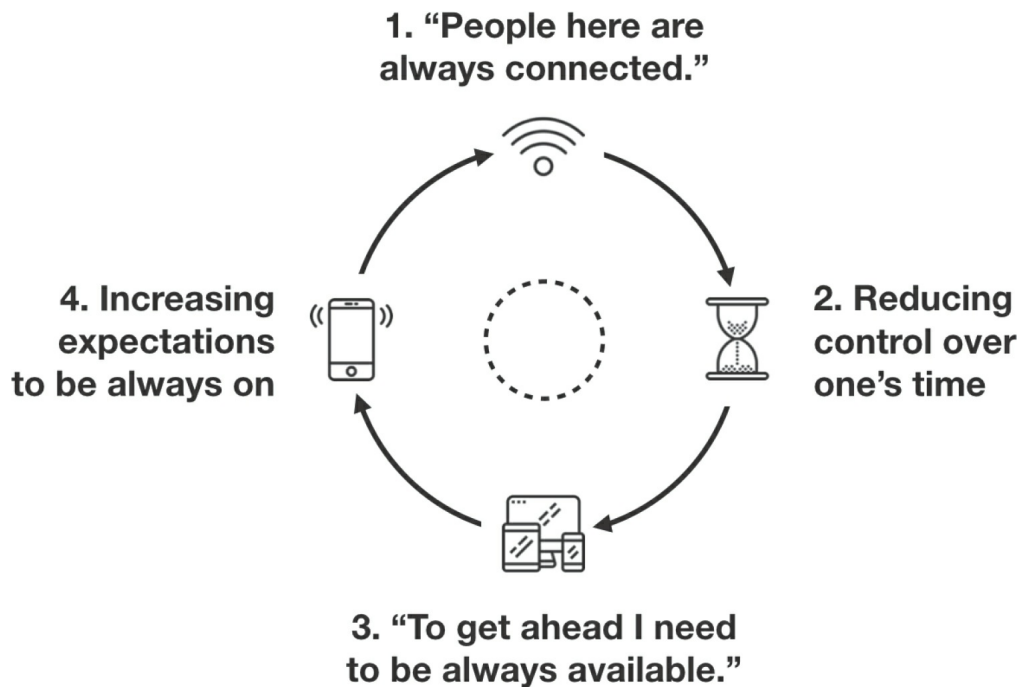 1. “People here are
always connected.”
2. Reducing
control over
one’s time
3. “To get ahead I need
to be always available.”
4. Increasing
expectations
to be always on